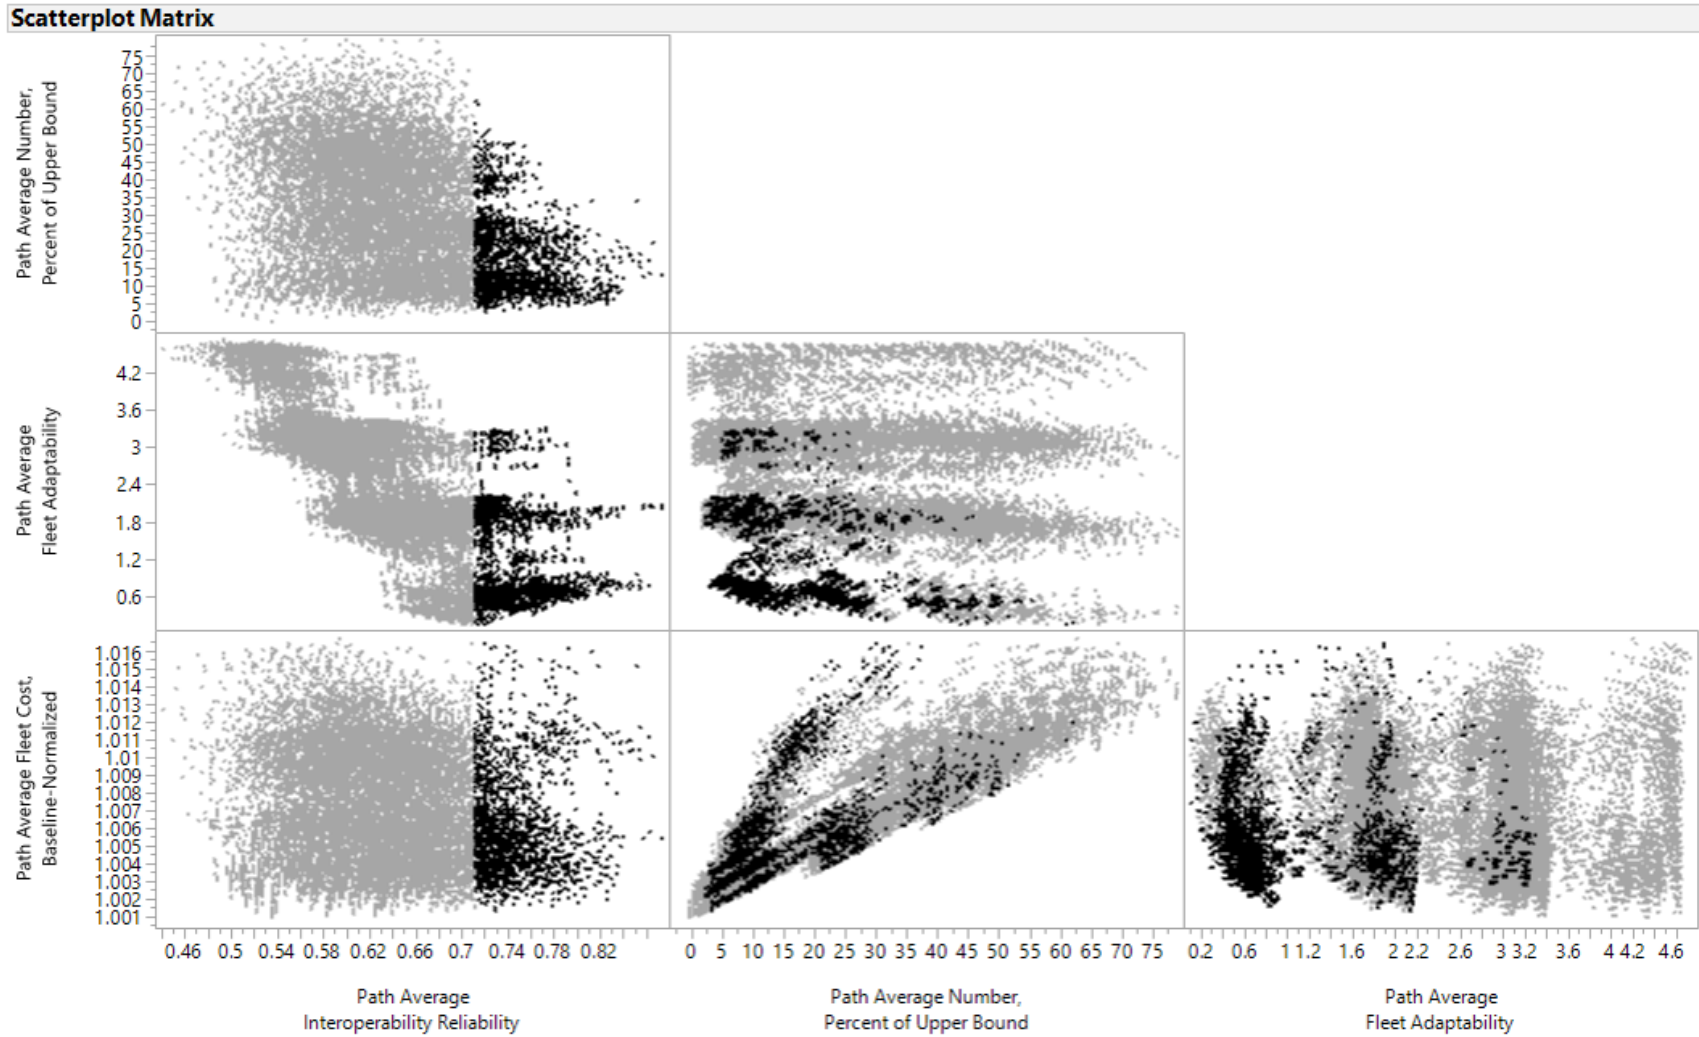 Scatterplot Matrix
Path Average Number,
Percent of Upper Bound
75
70
65
60
55
50
45
40
35
30
25
20
15
10
5
0
Path Average
Fleet Adaptability
4.2
3.6
3
2.4
1.8
1.2
0.6
Path Average Fleet Cost,
Baseline-Normalized
1.016
1.015
1.014
1.013
1.012
1.011
1.01
1.009
1.008
1.007
1.006
1.005
1.004
1.003
1.002
1.001
0.46 0.5 0.54 0.58 0.62 0.66 0.7 0.74 0.78 0.82
0 5 10 15 20 25 30 35 40 45 50 55 60 65 70 75
0.2 0.6 1 1.2 1.6 2 2.2 2.6 3 3.2 3.6 4 4.2 4.6
Path Average
Interoperability Reliability
Path Average Number,
Percent of Upper Bound
Path Average
Fleet Adaptability